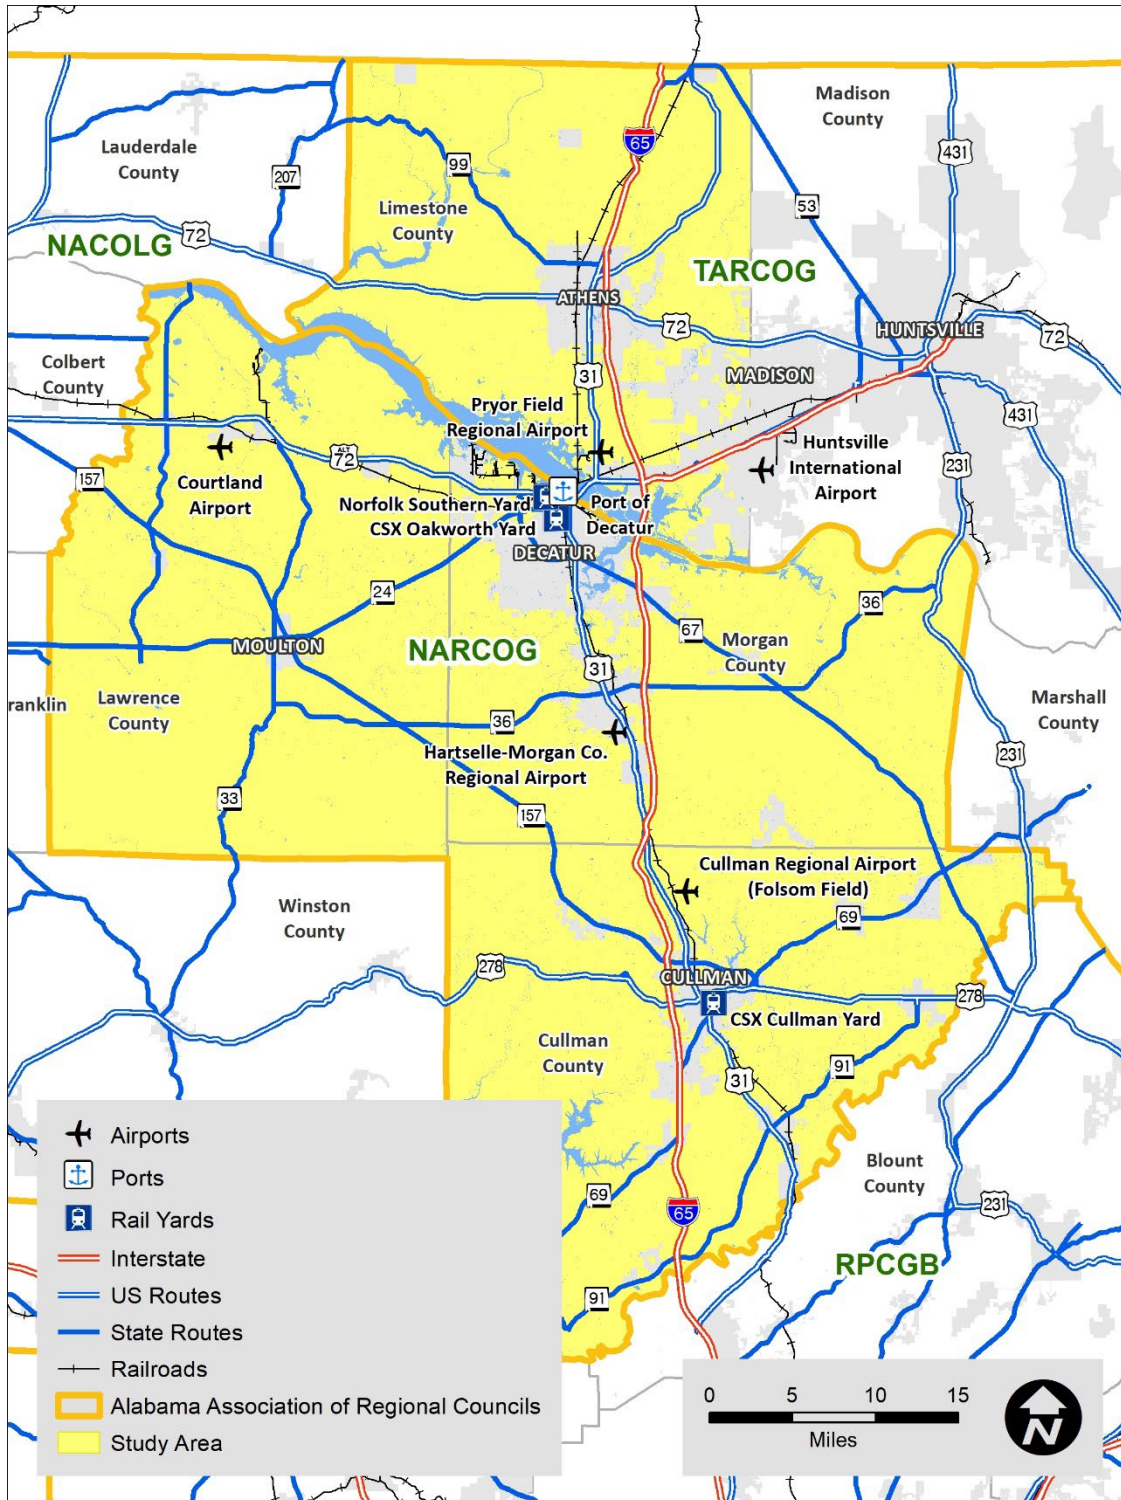 Madison
County
65
431
Lauderdale
County
99
207
53
Limestone
County
72
NACOLG
TARCOG
ATHENS
72
HUNTSVILLE
72
Colbert
County
31
MADISON
Pryor Field
Regional Airport
431
ALT
72
Huntsville
International
Airport
231
157
Courtland
Airport
Norfolk Southern Yard
CSX Oakworth Yard
Port of
Decatur
DECATUR
24
36
67
MOULTON
NARCOG
Morgan
County
31
ranklin
Lawrence
County
Marshall
County
36
Hartselle-Morgan Co.
Regional Airport
231
33
157
Cullman Regional Airport
(Folsom Field)
Winston
County
69
278
CULLMAN
278
CSX Cullman Yard
Cullman
County
91
31
Blount
County
69
65
231
RPCGB
91
Airports
Ports
Rail Yards
Interstate
US Routes
State Routes
Railroads
Alabama Association of Regional Councils
Study Area
0 5 10 15
Miles
N